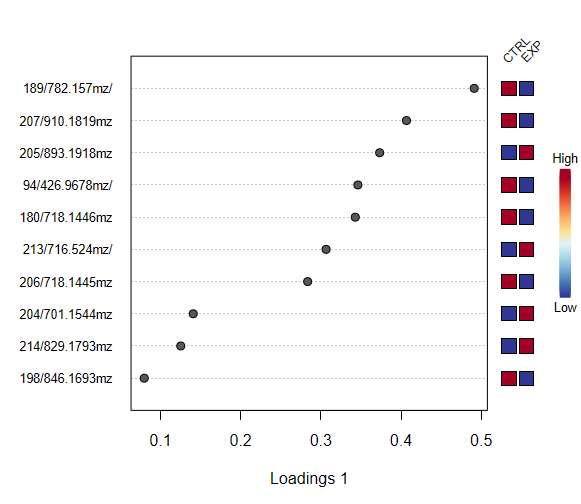 CTRL
EXP
189/782.157mz/
207/910.1819mz
205/893.1918mz
94/426.9678mz/
180/718.1446mz
213/716.524mz/
206/718.1445mz
204/701.1544mz
214/829.1793mz
198/846.1693mz
High
Low
0.1 0.2 0.3 0.4 0.5
Loadings 1